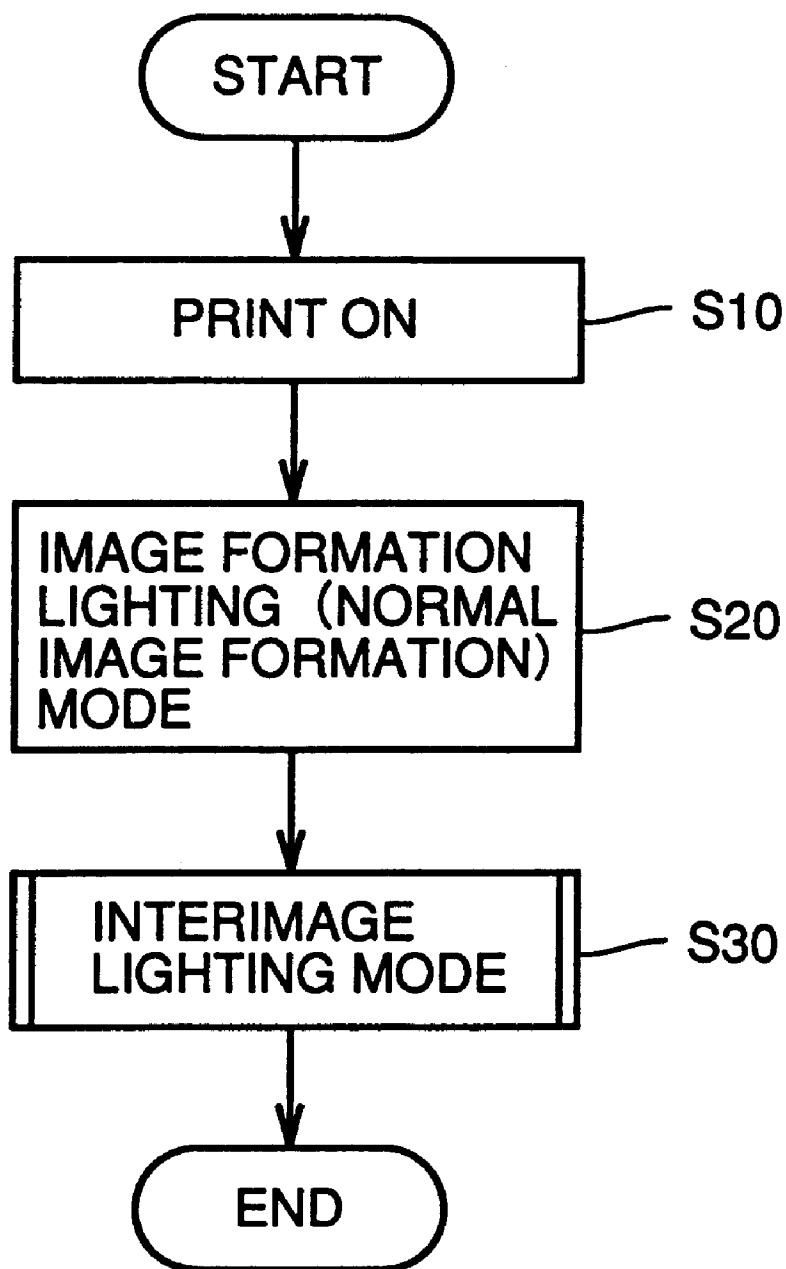 START
PRINT ON
S10
IMAGE FORMATION
LIGHTING (NORMAL
IMAGE FORMATION)
MODE
S20
INTERIMAGE
LIGHTING MODE
S30
END